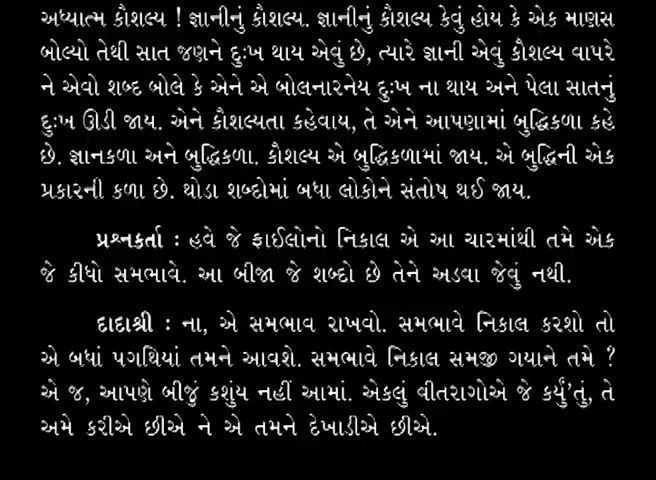 અધ્યાત્મ કૌશલ્ય ! જ્ઞાનીનું કૌશલ્ય. જ્ઞાનીનું કૌશલ્ય કેવું હોય કે એક માણસ
બોલ્યો તેથી સાત જણને દુઃખ થાય એવું છે, ત્યારે જ્ઞાની એવું કૌશલ્ય વાપરે
ને એવો શબ્દ બોલે કે એને એ બોલનારનેય દુઃખ ના થાય અને પેલા સાતનું
દુઃખ ઊડી જાય. એને કૌશલ્યતા કહેવાય, તે એને આપણામાં બુદ્ધિકળા કહે
છે. જ્ઞાનકળા અને બુદ્ધિકળા. કૌશલ્ય એ બુદ્ધિકળામાં જાય. એ બુદ્ધિની એક
પ્રકારની કળા છે. થોડા શબ્દોમાં બધા લોકોને સંતોષ થઈ જાય.
પ્રશ્નકર્તા : હવે જે ફાઈલોનો નિકાલ એ આ ચારમાંથી તમે એક
જે કીધો સમભાવે. આ બીજા જે શબ્દો છે તેને અડવા જેવું નથી.
દાદાશ્રી : ના, એ સમભાવ રાખવો. સમભાવે નિકાલ કરશો તો
એ બધાં પગથિયાં તમને આવશે. સમભાવે નિકાલ સમજી ગયાને તમે ?
એ જ, આપણે બીજું કશુંય નહીં આમાં. એકલું વીતરાગોએ જે કર્યું'તું, તે
અમે કરીએ છીએ ને એ તમને દેખાડીએ છીએ.